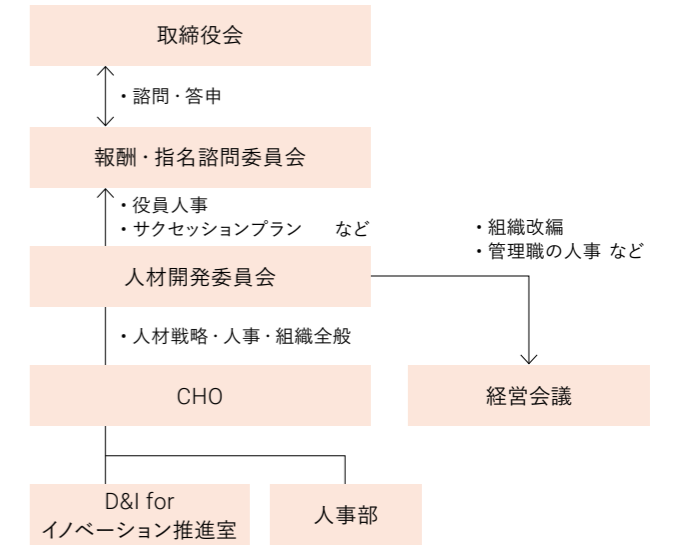 取締役会
・諮問・答申
報酬・指名諮問委員会
・役員人事
・サクセッションプラン など
・組織改編
・管理職の人事 など
人材開発委員会
・人材戦略・人事・組織全般
CHO
経営会議
D&I for
イノベーション推進室
人事部